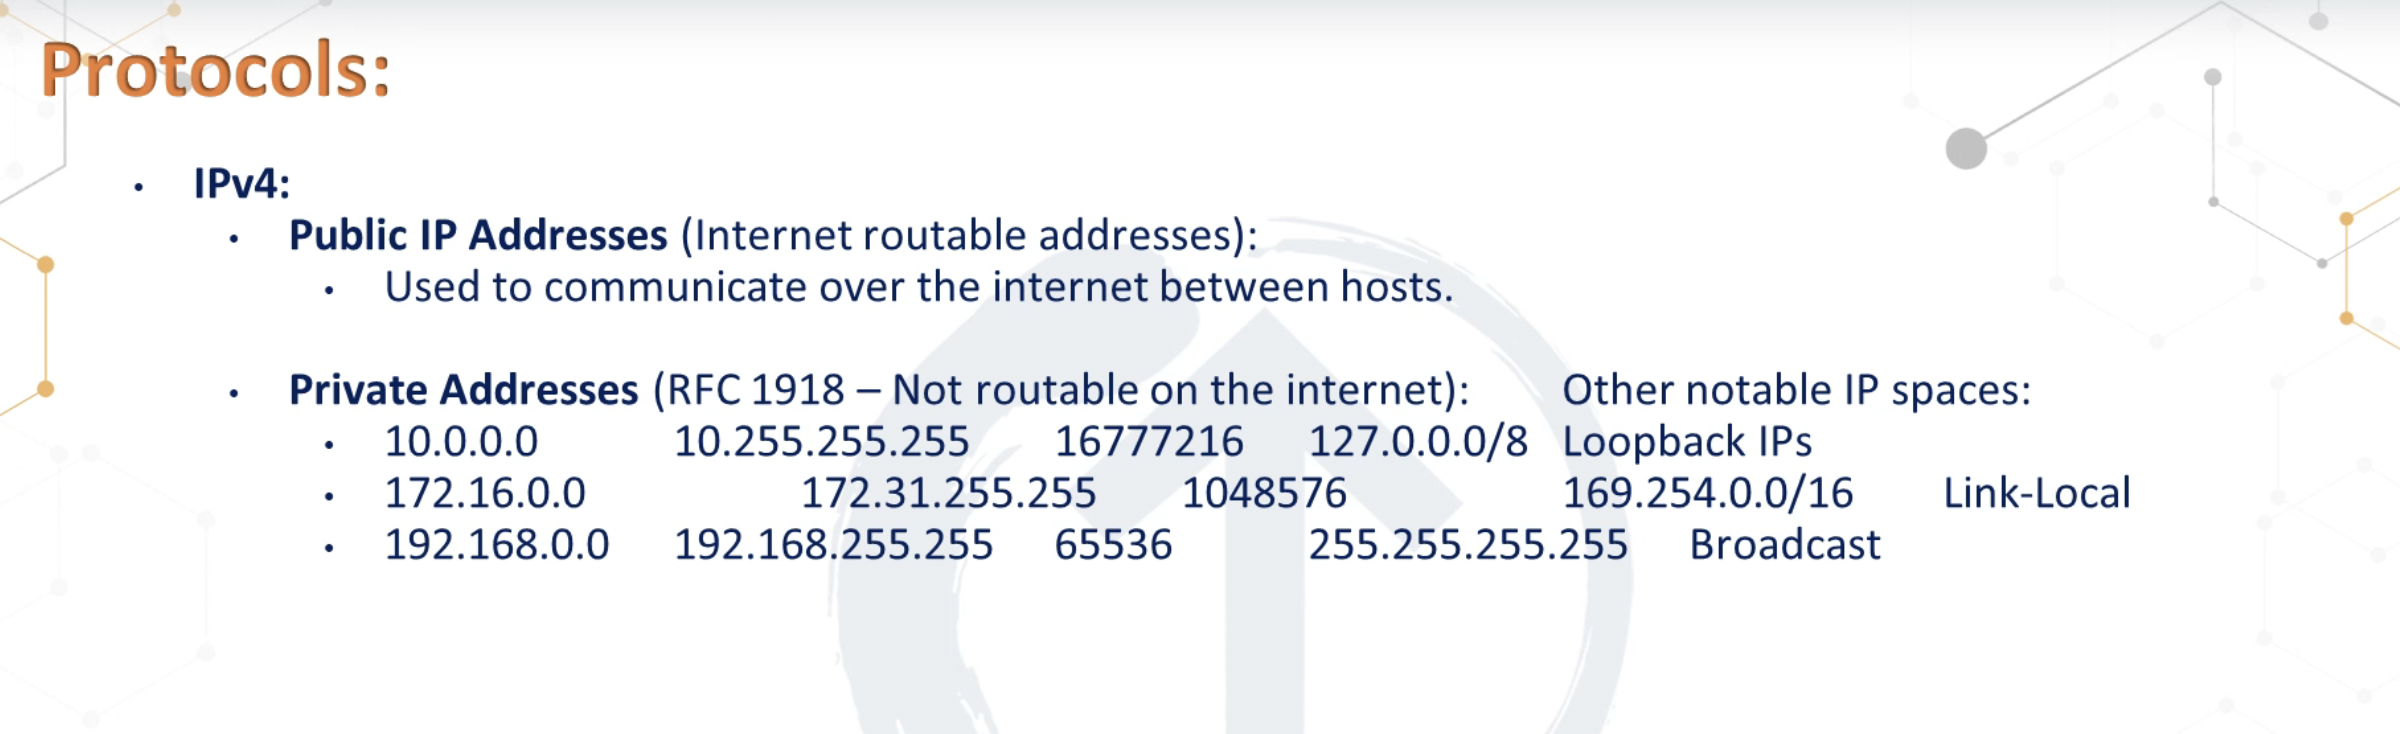 Protocols:
• IPv4:
• Public IP Addresses (Internet routable addresses):
• Used to communicate over the internet between hosts.
• Private Addresses (RFC 1918 – Not routable on the internet): Other notable IP spaces:
• 10.0.0.0 10.255.255.255 16777216 127.0.0.0/8 Loopback IPs
• 172.16.0.0 172.31.255.255 1048576 169.254.0.0/16 Link-Local
• 192.168.0.0 192.168.255.255 65536 255.255.255.255 Broadcast